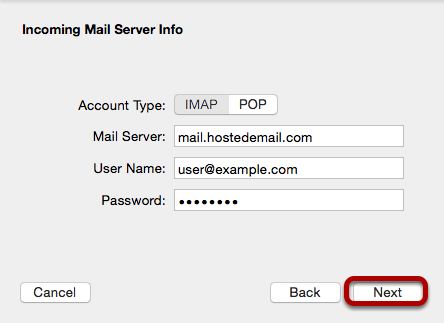 Incoming Mail Server Info
Account Type: IMAP POP
Mail Server: mail.hostedemail.com
User Name: user@example.com
Password: ••••••••
Cancel Back Next